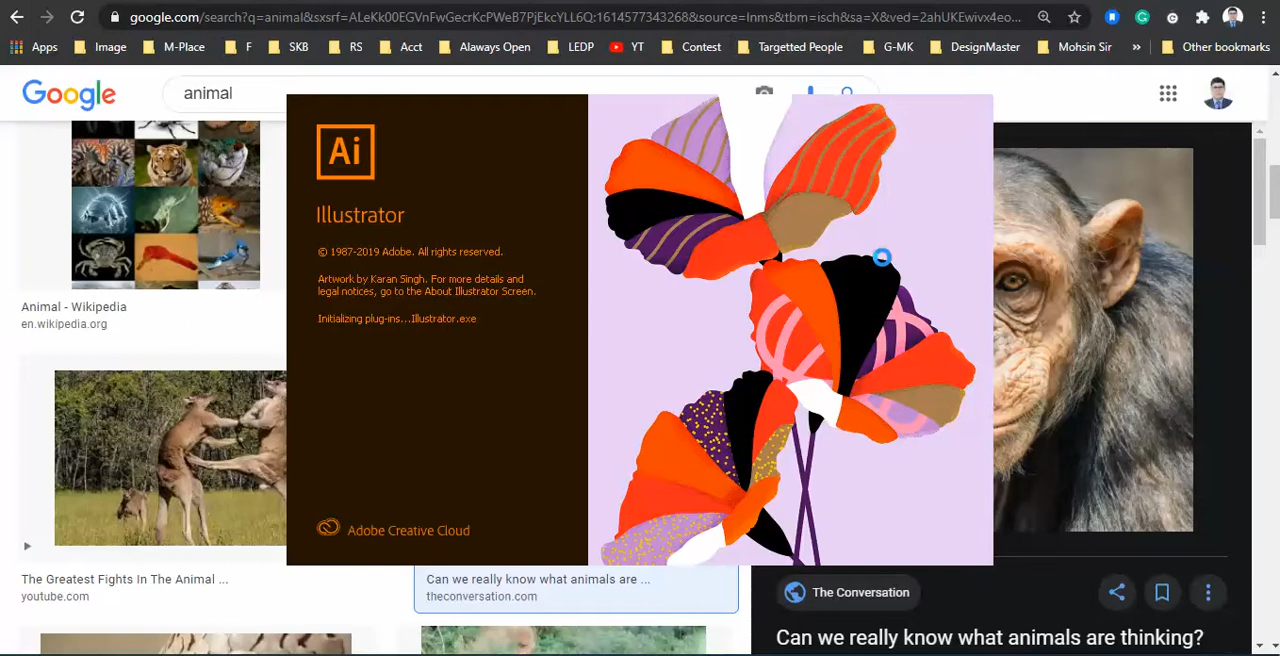 google.com/search?q=animal&sxsrf=ALeKk00EGVnFwGecrKcPWeB7PjEkcYLL6Q:1614577343268&source=lnms&tbm=isch&sa=X&ved=2ahUKEwivx4eo...
Apps Image M-Place F SKB RS Acct Alaways Open LEDP YT Contest Targetted People G-MK DesignMaster Mohsin Sir » Other bookmarks
Google animal
Ai
Illustrator
© 1987-2019 Adobe. All rights reserved.
Artwork by Karan Singh. For more details and
legal notices, go to the About Illustrator Screen.
Initializing plug-ins...Illustrator.exe
Adobe Creative Cloud
Animal - Wikipedia
en.wikipedia.org
The Greatest Fights In The Animal ...
youtube.com
Can we really know what animals are ...
theconversation.com
The Conversation
Can we really know what animals are thinking?